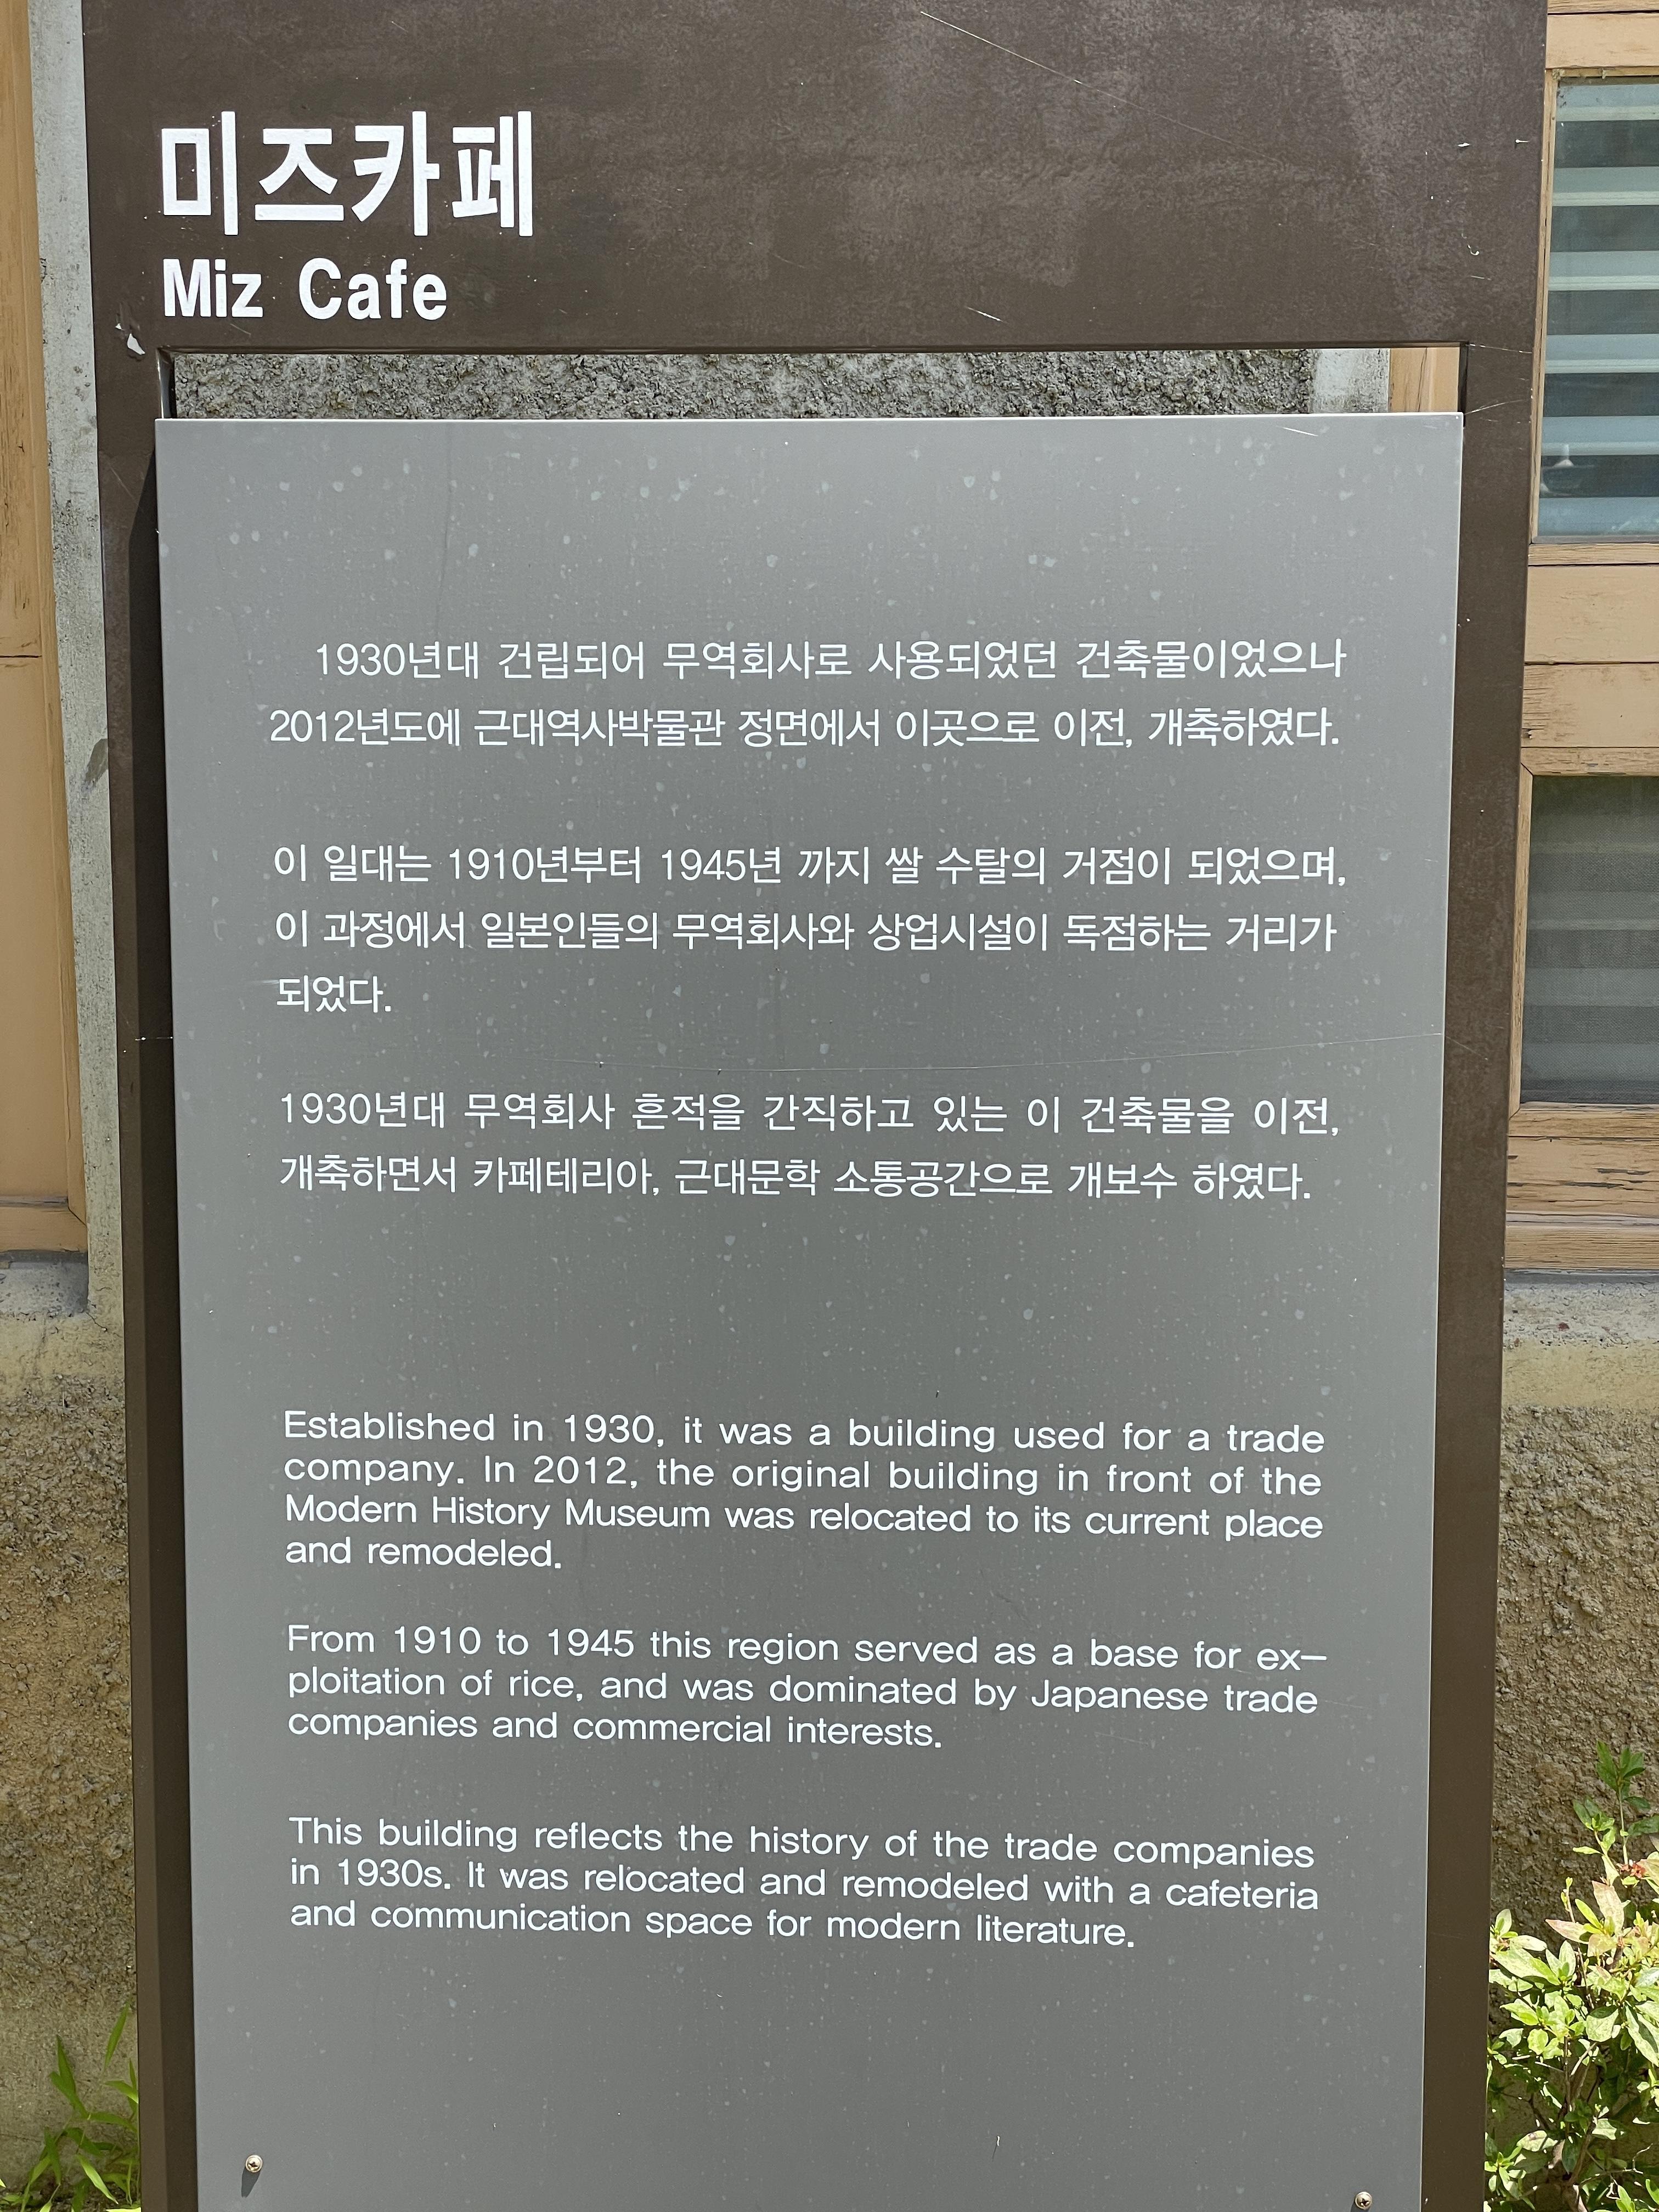 미즈카페
Miz Cafe
1930년대 건립되어 무역회사로 사용되었던 건축물이었으나
2012년도에 근대역사박물관 정면에서 이곳으로 이전, 개축하였다.
이 일대는 1910년부터 1945년 까지 쌀 수탈의 거점이 되었으며,
이 과정에서 일본인들의 무역회사와 상업시설이 독점하는 거리가
되었다.
1930년대 무역회사 흔적을 간직하고 있는 이 건축물을 이전,
개축하면서 카페테리아, 근대문학 소통공간으로 개보수 하였다.
Established in 1930, it was a building used for a trade
company. In 2012, the original building in front of the
Modern History Museum was relocated to its current place
and remodeled.
From 1910 to 1945 this region served as a base for ex-
ploitation of rice, and was dominated by Japanese trade
companies and commercial interests.
This building reflects the history of the trade companies
in 1930s. It was relocated and remodeled with a cafeteria
and communication space for modern literature.